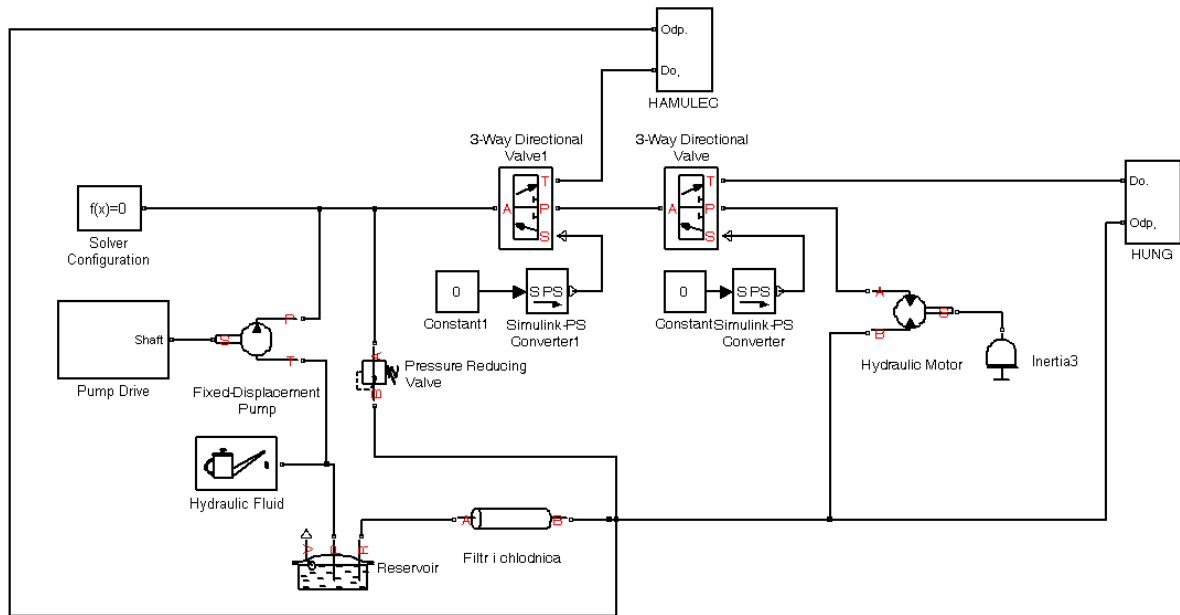 Odp.
Do,
HAMULEC
3-Way Directional
Valve1
3-Way Directional
Valve
T
A
P
S
T
A
P
S
Do.
Odp,
HUNG
f(x)=0
Solver
Configuration
0
Constant1
S PS
Simulink-PS
Converter1
0
Constant
S PS
Simulink-PS
Converter
A
B
S
Hydraulic Motor
Inertia3
Shaft
Pump Drive
S
P
T
Fixed-Displacement
Pump
A
B
Pressure Reducing
Valve
Hydraulic Fluid
A
B
Filtr i chlodnica
V
P
R
Reservoir